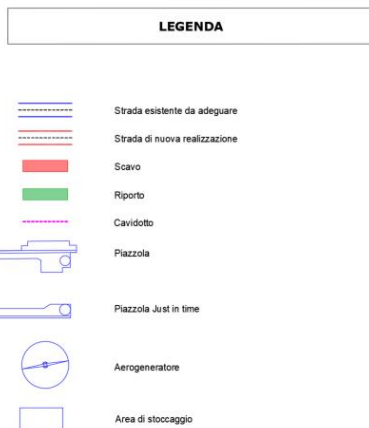 LEGENDA
Strada esistente da adeguare
Strada di nuova realizzazione
Scavo
Riporto
Cavidotto
Piazzola
Piazzola Just in time
Aerogeneratore
Area di stoccaggio